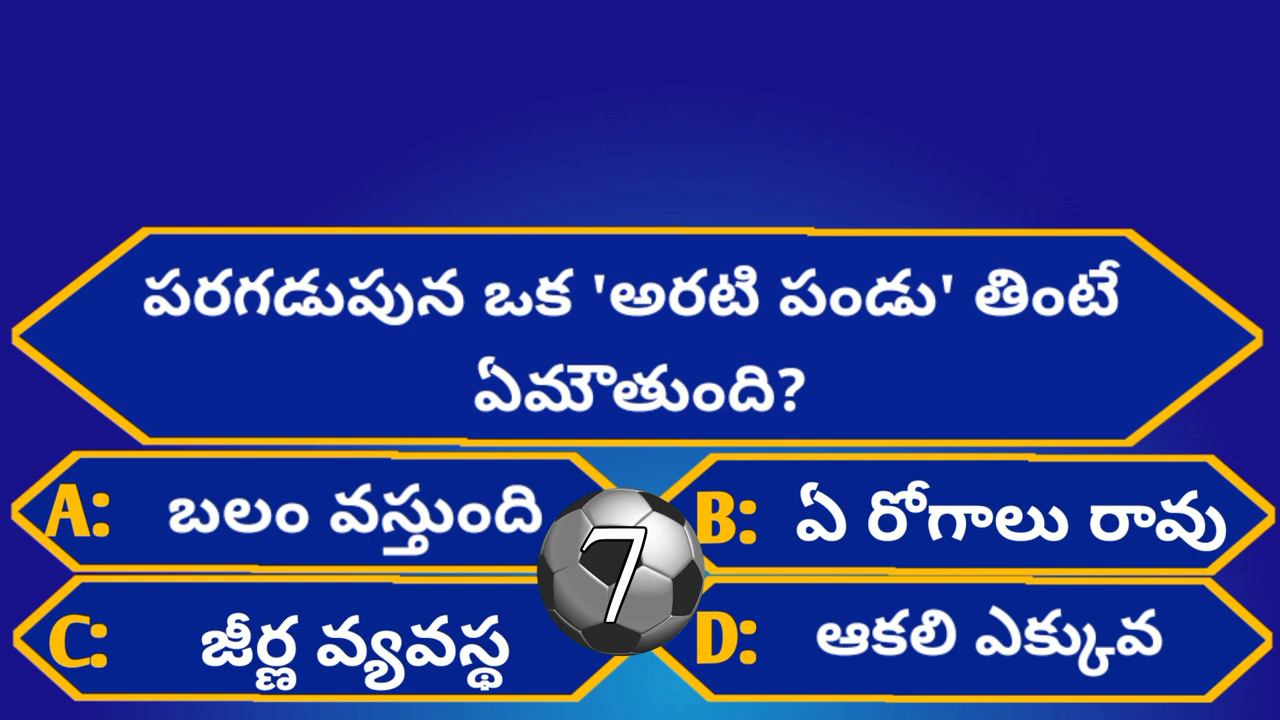 పరగడుపున ఒక 'అరటి పండు' తింటే
ఏమౌతుంది?
A: బలం వస్తుంది
B: ఏ రోగాలు రావు
7
C: జీర్ణ వ్యవస్థ
D: ఆకలి ఎక్కువ